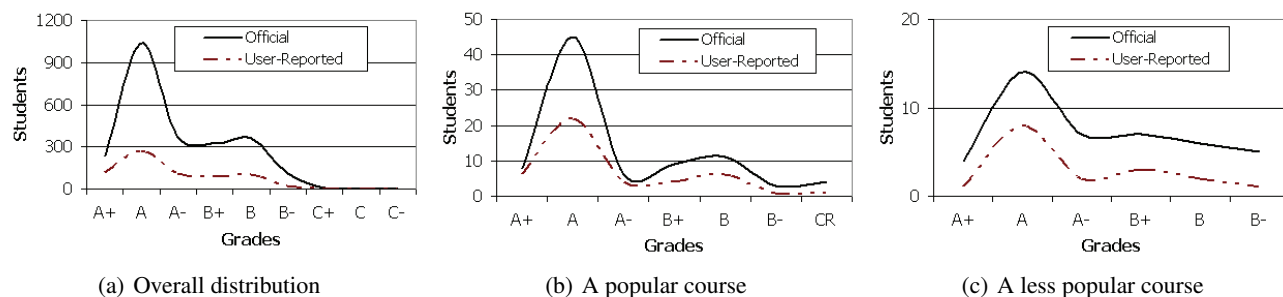 1200
900
600
300
0
Students
Official
User-Reported
A+ A A- B+ B B- C+ C C-
Grades
(a) Overall distribution
50
40
30
20
10
0
Students
Official
User-Reported
A+ A A- B+ B B- CR
Grades
(b) A popular course
20
10
0
Students
Official
User-Reported
A+ A A- B+ B B-
Grades
(c) A less popular course